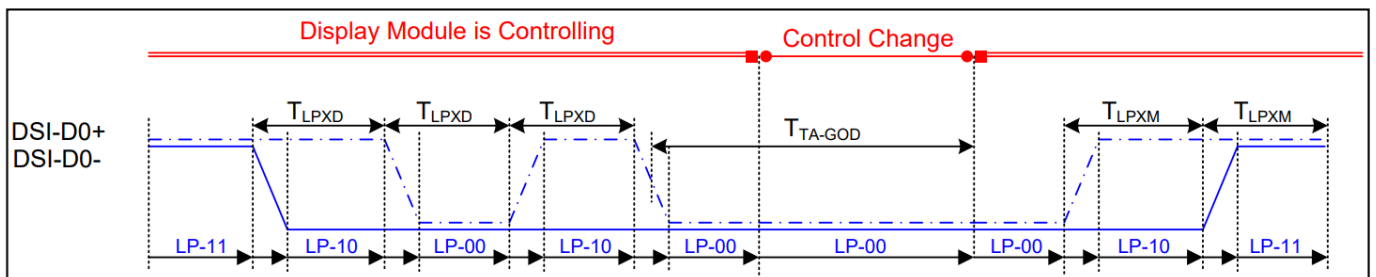 Display Module is Controlling Control Change
TLPXD TLPXD TLPXD TLPXM TLPXM
DSI-D0+
TTA-GOD
DSI-D0-
LP-11 LP-10 LP-00 LP-10 LP-00 LP-00 LP-00 LP-10 LP-11